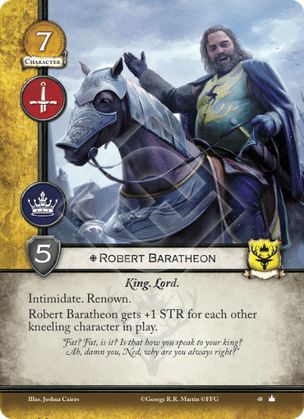 7
CHARACTER
5
ROBERT BARATHEON
King. Lord.
Intimidate. Renown.
Robert Baratheon gets +1 STR for each other
kneeling character in play.
"Fat? Fat, is it? Is that how you speak to your king?
Ah, damn you, Ned, why are you always right?"
Illus. Joshua Cairós
©George R.R. Martin ©FFG
48